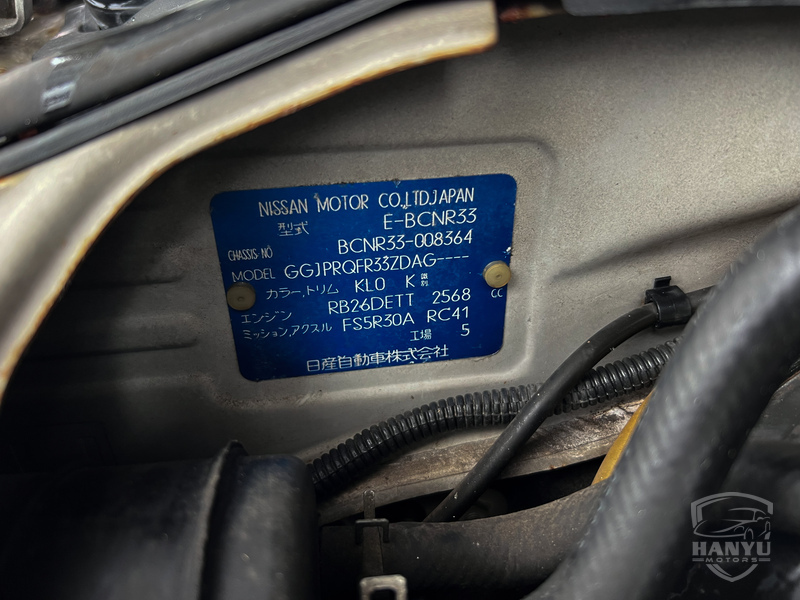 NISSAN MOTOR CO.,LTD.JAPAN
型式 E-BCNR33
CHASSIS NO BCNR33-008364
MODEL GGJPRQFR33ZDAG----
カラー,トリム KL0 K 識別
エンジン RB26DETT 2568 CC
ミッション,アクスル FS5R30A RC41
工場 5
日産自動車株式会社
HANYU
MOTORS